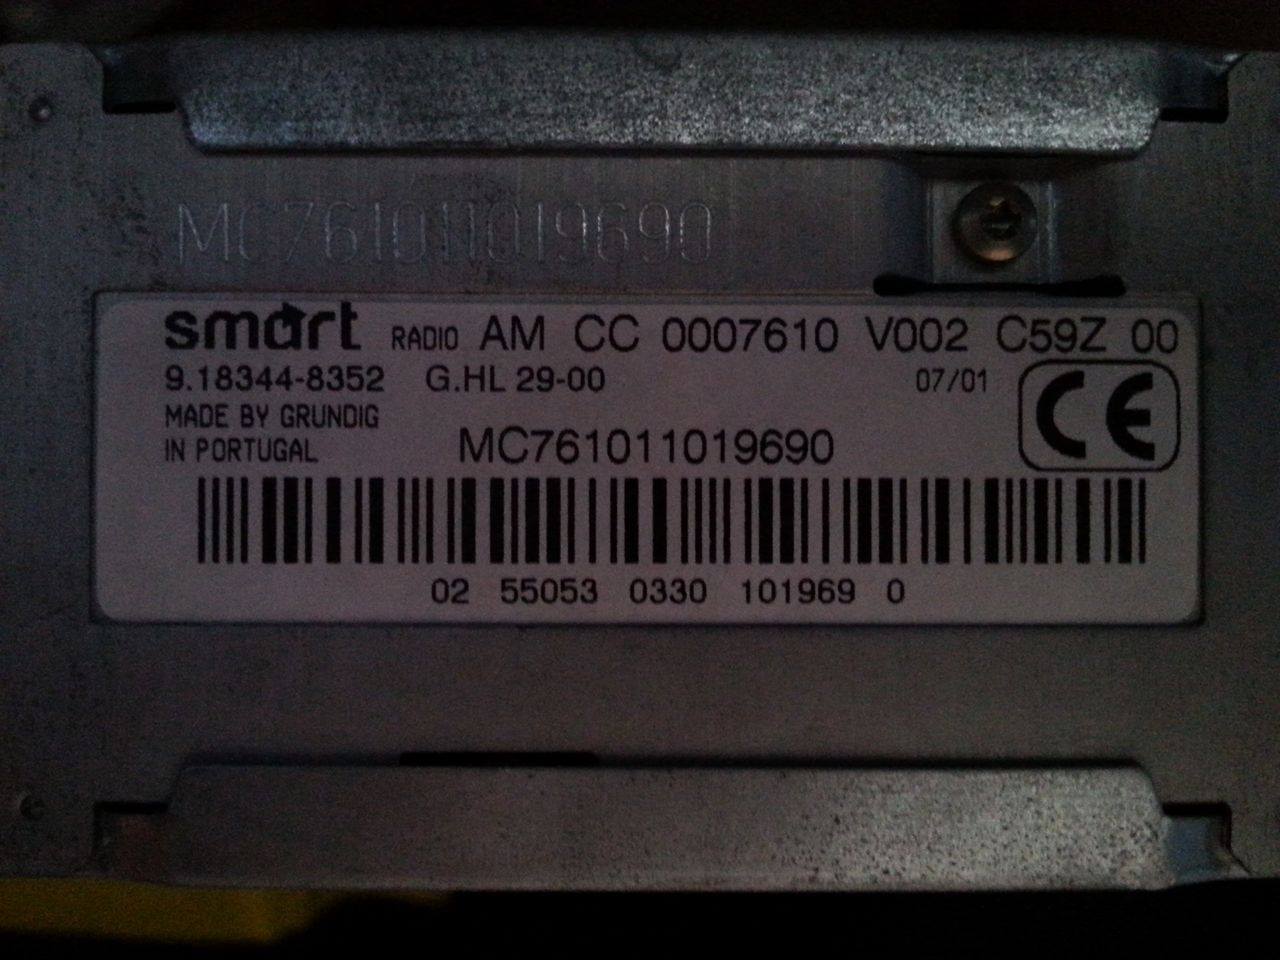 MC761011019690
smart RADIO AM CC 0007610 V002 C59Z 00
9.18344-8352 G.HL 29-00 07/01
MADE BY GRUNDIG
IN PORTUGAL
MC761011019690
CE
02 55053 0330 101969 0